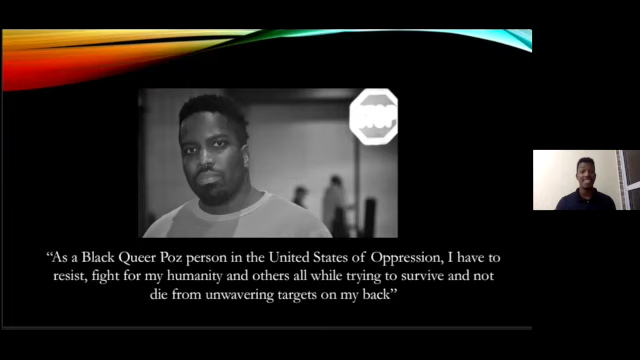 “As a Black Queer Poz person in the United States of Oppression, I have to
resist, fight for my humanity and others all while trying to survive and not
die from unwavering targets on my back”